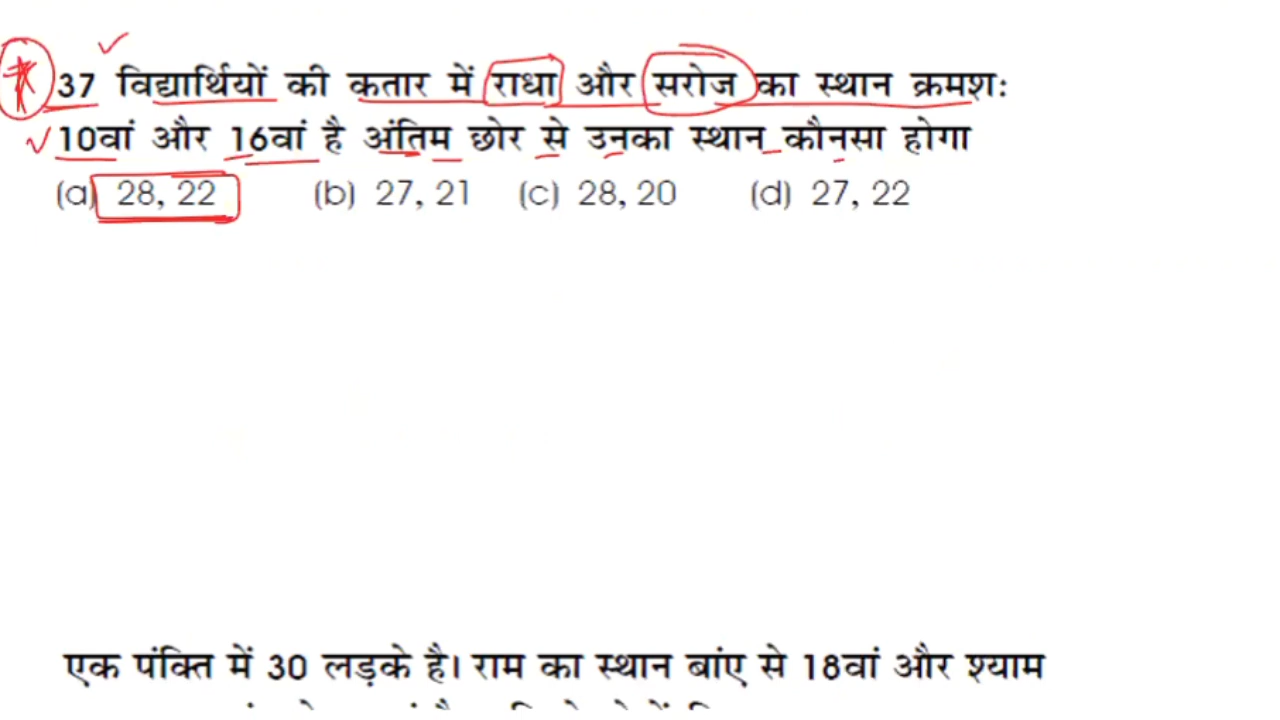 37 विद्यार्थियों की कतार में राधा और सरोज का स्थान क्रमशः
10वां और 16वां है अंतिम छोर से उनका स्थान कौनसा होगा
(a) 28, 22 (b) 27, 21 (c) 28, 20 (d) 27, 22
एक पंक्ति में 30 लड़के है। राम का स्थान बांए से 18वां और श्याम